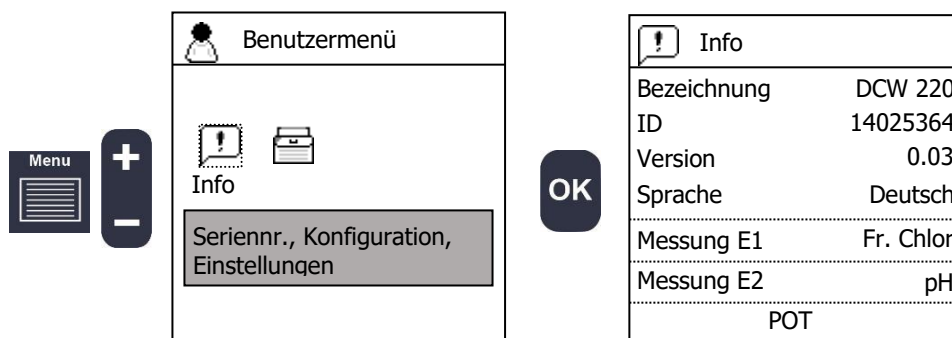 Menu
+
−
Benutzermenü
Info
Seriennr., Konfiguration,
Einstellungen
OK
Info
Bezeichnung DCW 220
ID 14025364
Version 0.03
Sprache Deutsch
Messung E1 Fr. Chlor
Messung E2 pH
POT